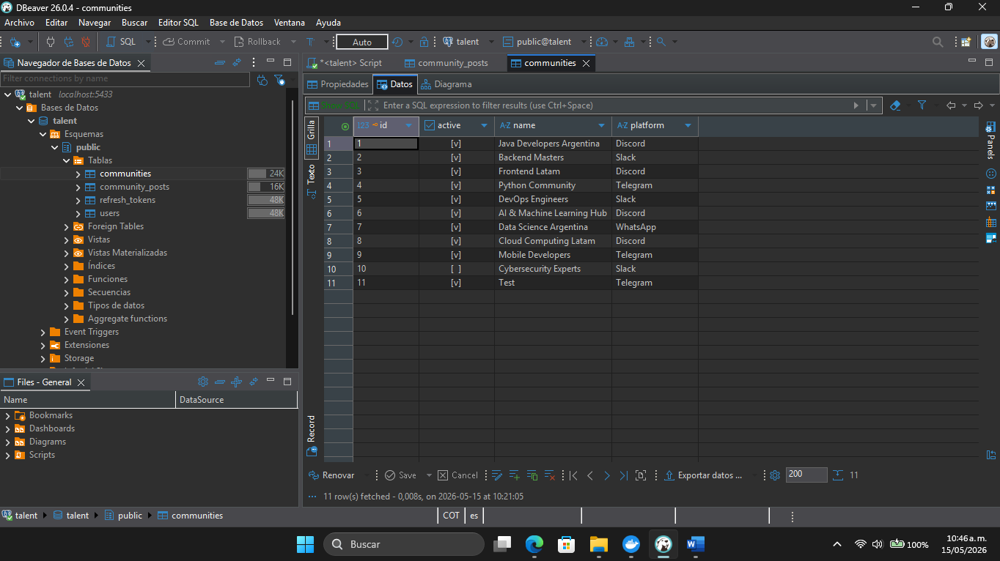 DBeaver 26.0.4 - communities
Archivo Editar Navegar Buscar Editor SQL Base de Datos Ventana Ayuda
SQL Commit Rollback T Auto talent public@talent
Navegador de Bases de Datos
*<talent> Script community_posts communities
Filter connections by name
Propiedades Datos Diagrama
talent localhost:5433
Bases de Datos
talent
Esquemas
public
Tablas
communities 24K
community_posts 16K
refresh_tokens 48K
users 48K
Foreign Tables
Vistas
Vistas Materializadas
Índices
Funciones
Secuencias
Tipos de datos
Aggregate functions
Event Triggers
Extensiones
Storage
Show SQL Enter a SQL expression to filter results (use Ctrl+Space)
Grilla
Texto
Record
Panels
123 id active A-Z name A-Z platform
1 1 [v] Java Developers Argentina Discord
2 2 [v] Backend Masters Slack
3 3 [v] Frontend Latam Discord
4 4 [v] Python Community Telegram
5 5 [v] DevOps Engineers Slack
6 6 [v] AI & Machine Learning Hub Discord
7 7 [v] Data Science Argentina WhatsApp
8 8 [v] Cloud Computing Latam Discord
9 9 [v] Mobile Developers Telegram
10 10 [ ] Cybersecurity Experts Slack
11 11 [v] Test Telegram
Files - General
Name DataSource
Bookmarks
Dashboards
Diagrams
Scripts
Renovar Save Cancel Exportar datos ... 200 11
11 row(s) fetched - 0,008s, on 2026-05-15 at 10:21:05
talent talent public communities COT es
Buscar
100%
10:46 a. m.
15/05/2026